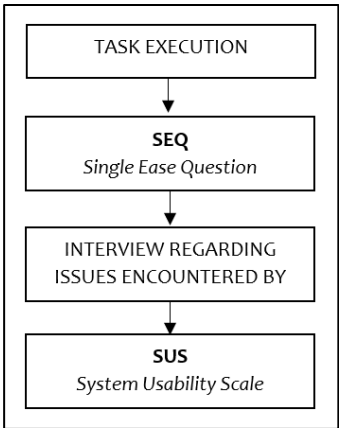 TASK EXECUTION
SEQ
Single Ease Question
INTERVIEW REGARDING
ISSUES ENCOUNTERED BY
SUS
System Usability Scale